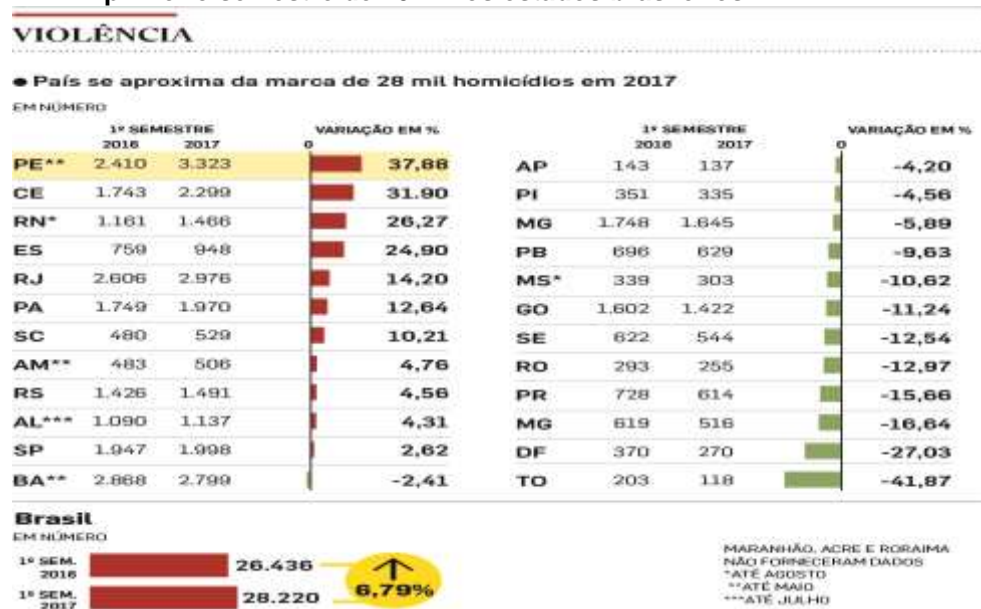 VIOLÊNCIA
● País se aproxima da marca de 28 mil homicídios em 2017
EM NÚMERO
1º SEMESTRE VARIAÇÃO EM %
2016 2017 0
PE** 2.410 3.323 37,88
CE 1.743 2.299 31.90
RN* 1.161 1.466 26,27
ES 759 948 24,90
RJ 2.606 2.976 14,20
PA 1.749 1.970 12,64
SC 480 529 10,21
AM** 483 506 4,76
RS 1.426 1.491 4,56
AL*** 1.090 1.137 4,31
SP 1.947 1.998 2,62
BA** 2.868 2.799 -2,41
1º SEMESTRE VARIAÇÃO EM %
2016 2017 0
AP 143 137 -4,20
PI 351 335 -4,56
MG 1.748 1.645 -5,89
PB 696 629 -9,63
MS* 339 303 -10,62
GO 1.602 1.422 -11,24
SE 622 544 -12,54
RO 293 255 -12,97
PR 728 614 -15,66
MG 619 516 -16,64
DF 370 270 -27,03
TO 203 118 -41,87
Brasil
EM NÚMERO
1º SEM. 2016 26.436
1º SEM. 2017 28.220
6,79%
MARANHÃO, ACRE E RORAIMA
NÃO FORNECERAM DADOS
*ATÉ AGOSTO
**ATÉ MAIO
***ATÉ JULHO